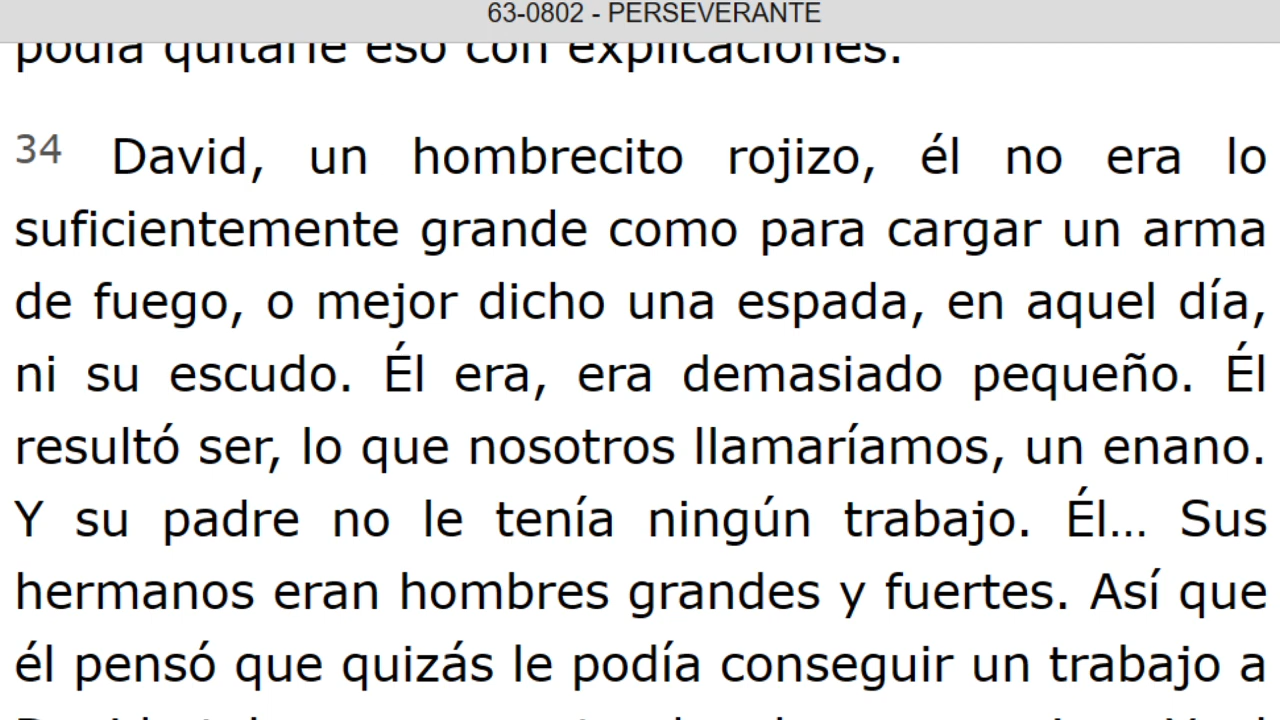 63-0802 - PERSEVERANTE
podía quitarle eso con explicaciones.
34 David, un hombrecito rojizo, él no era lo
suficientemente grande como para cargar un arma
de fuego, o mejor dicho una espada, en aquel día,
ni su escudo. Él era, era demasiado pequeño. Él
resultó ser, lo que nosotros llamaríamos, un enano.
Y su padre no le tenía ningún trabajo. Él... Sus
hermanos eran hombres grandes y fuertes. Así que
él pensó que quizás le podía conseguir un trabajo a